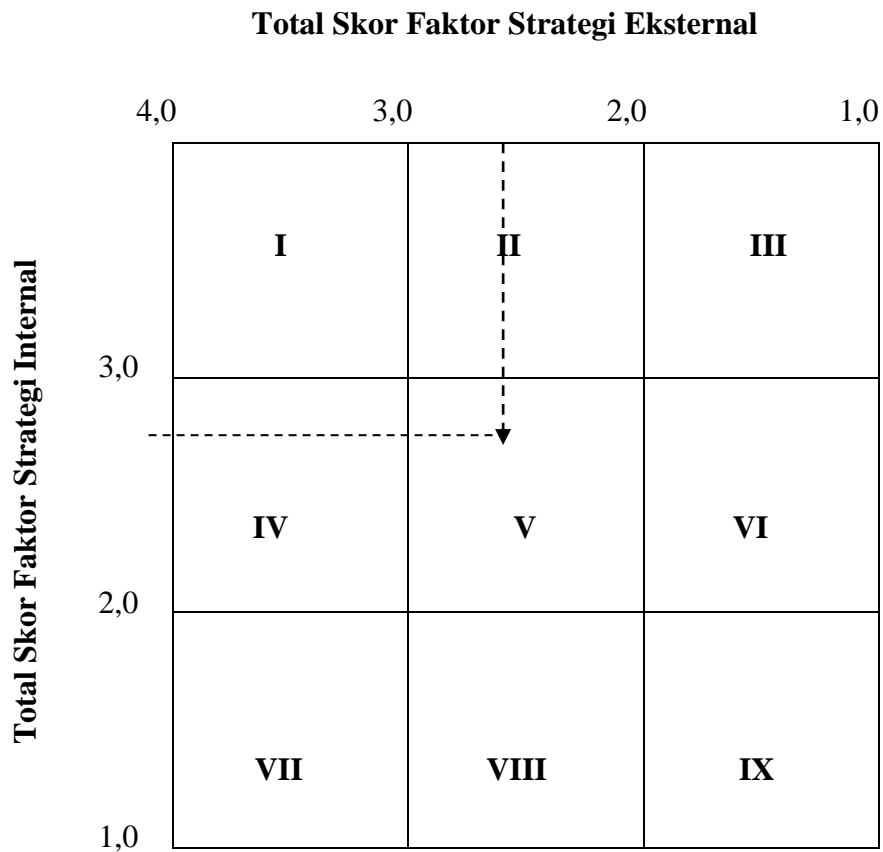 Total Skor Faktor Strategi Eksternal
4,0 3,0 2,0 1,0
Total Skor Faktor Strategi Internal
I II III
3,0
IV V VI
2,0
VII VIII IX
1,0